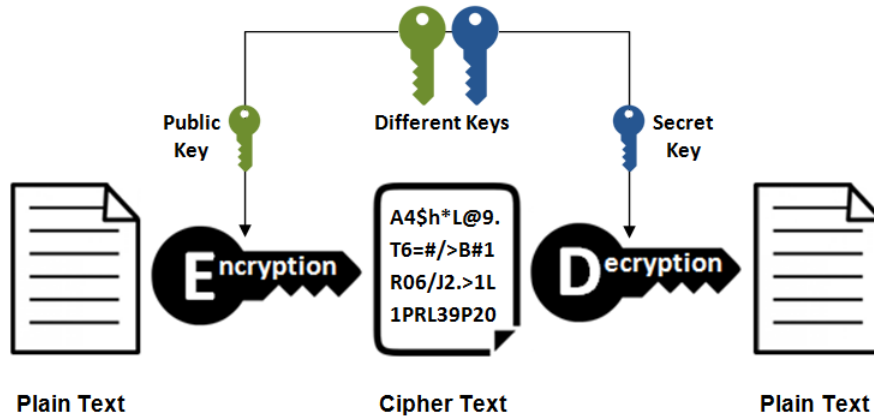 Public
Key
Different Keys
Secret
Key
Encryption
A4$h*L@9.
T6=#/>B#1
R06/J2.>1L
1PRL39P20
Decryption
Plain Text
Cipher Text
Plain Text